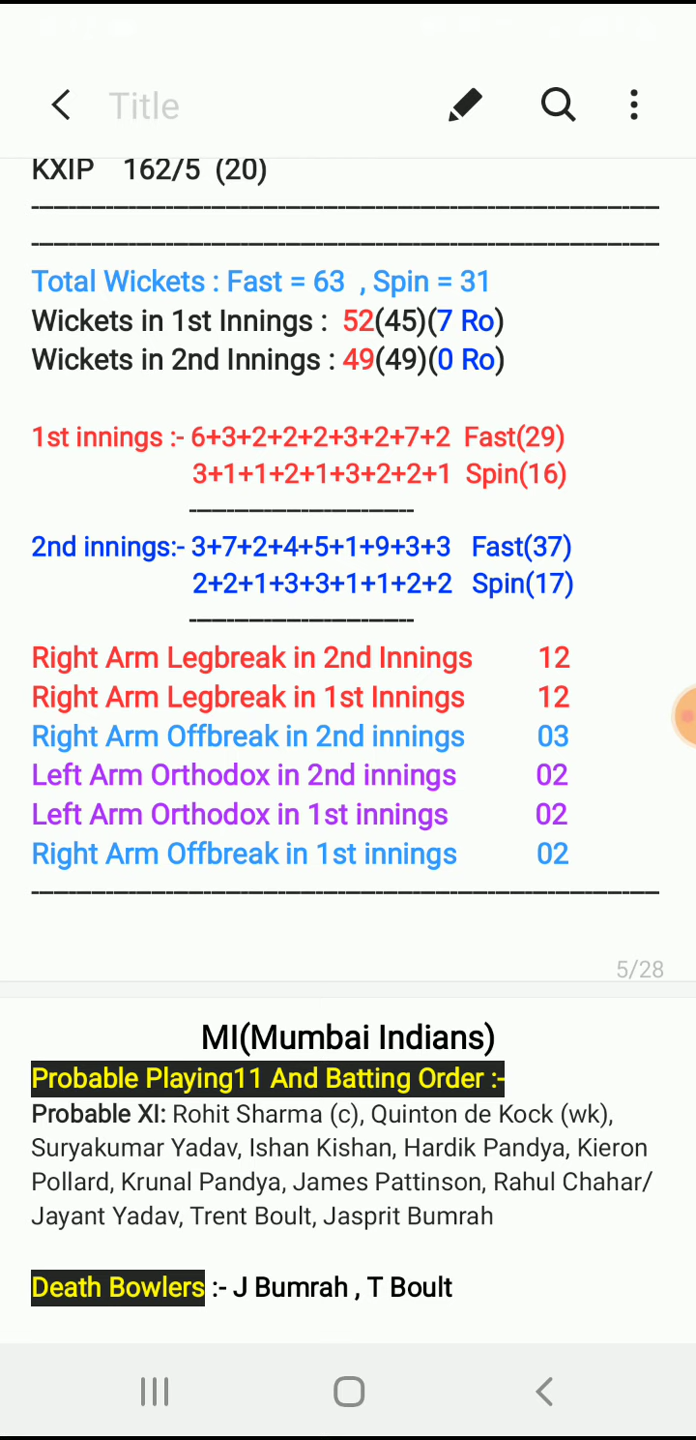 Title
KXIP 162/5 (20)
Total Wickets : Fast = 63 , Spin = 31
Wickets in 1st Innings : 52(45)(7 Ro)
Wickets in 2nd Innings : 49(49)(0 Ro)
1st innings :- 6+3+2+2+2+3+2+7+2 Fast(29)
3+1+1+2+1+3+2+2+1 Spin(16)
2nd innings:- 3+7+2+4+5+1+9+3+3 Fast(37)
2+2+1+3+3+1+1+2+2 Spin(17)
Right Arm Legbreak in 2nd Innings 12
Right Arm Legbreak in 1st Innings 12
Right Arm Offbreak in 2nd innings 03
Left Arm Orthodox in 2nd innings 02
Left Arm Orthodox in 1st innings 02
Right Arm Offbreak in 1st innings 02
5/28
MI(Mumbai Indians)
Probable Playing11 And Batting Order :-
Probable XI: Rohit Sharma (c), Quinton de Kock (wk),
Suryakumar Yadav, Ishan Kishan, Hardik Pandya, Kieron
Pollard, Krunal Pandya, James Pattinson, Rahul Chahar/
Jayant Yadav, Trent Boult, Jasprit Bumrah
Death Bowlers :- J Bumrah , T Boult